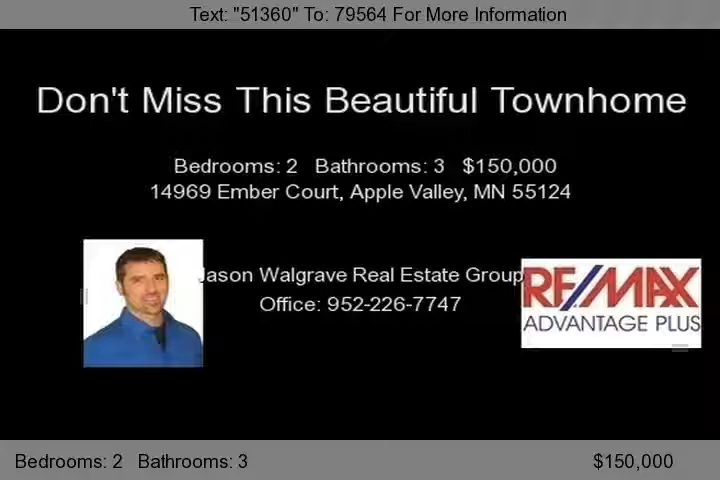 Text: "51360" To: 79564 For More Information
Don't Miss This Beautiful Townhome
Bedrooms: 2 Bathrooms: 3 $150,000
14969 Ember Court, Apple Valley, MN 55124
Jason Walgrave Real Estate Group
Office: 952-226-7747
RE/MAX
ADVANTAGE PLUS
Bedrooms: 2 Bathrooms: 3 $150,000